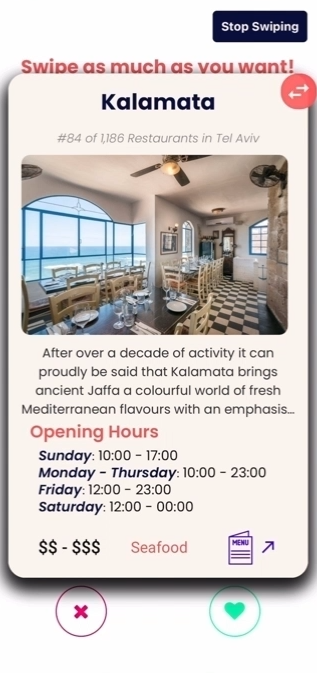 Stop Swiping
Swipe as much as you want!
Kalamata
#84 of 1,186 Restaurants in Tel Aviv
After over a decade of activity it can
proudly be said that Kalamata brings
ancient Jaffa a colourful world of fresh
Mediterranean flavours with an emphasis...
Opening Hours
Sunday: 10:00 - 17:00
Monday - Thursday: 10:00 - 23:00
Friday: 12:00 - 23:00
Saturday: 12:00 - 00:00
$$ - $$$ Seafood MENU